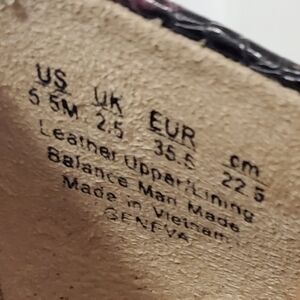 US UK EUR cm
5.5M 2.5 35.5 22.5
Leather Upper/Lining
Balance Man Made
Made in Vietnam
GENEVA